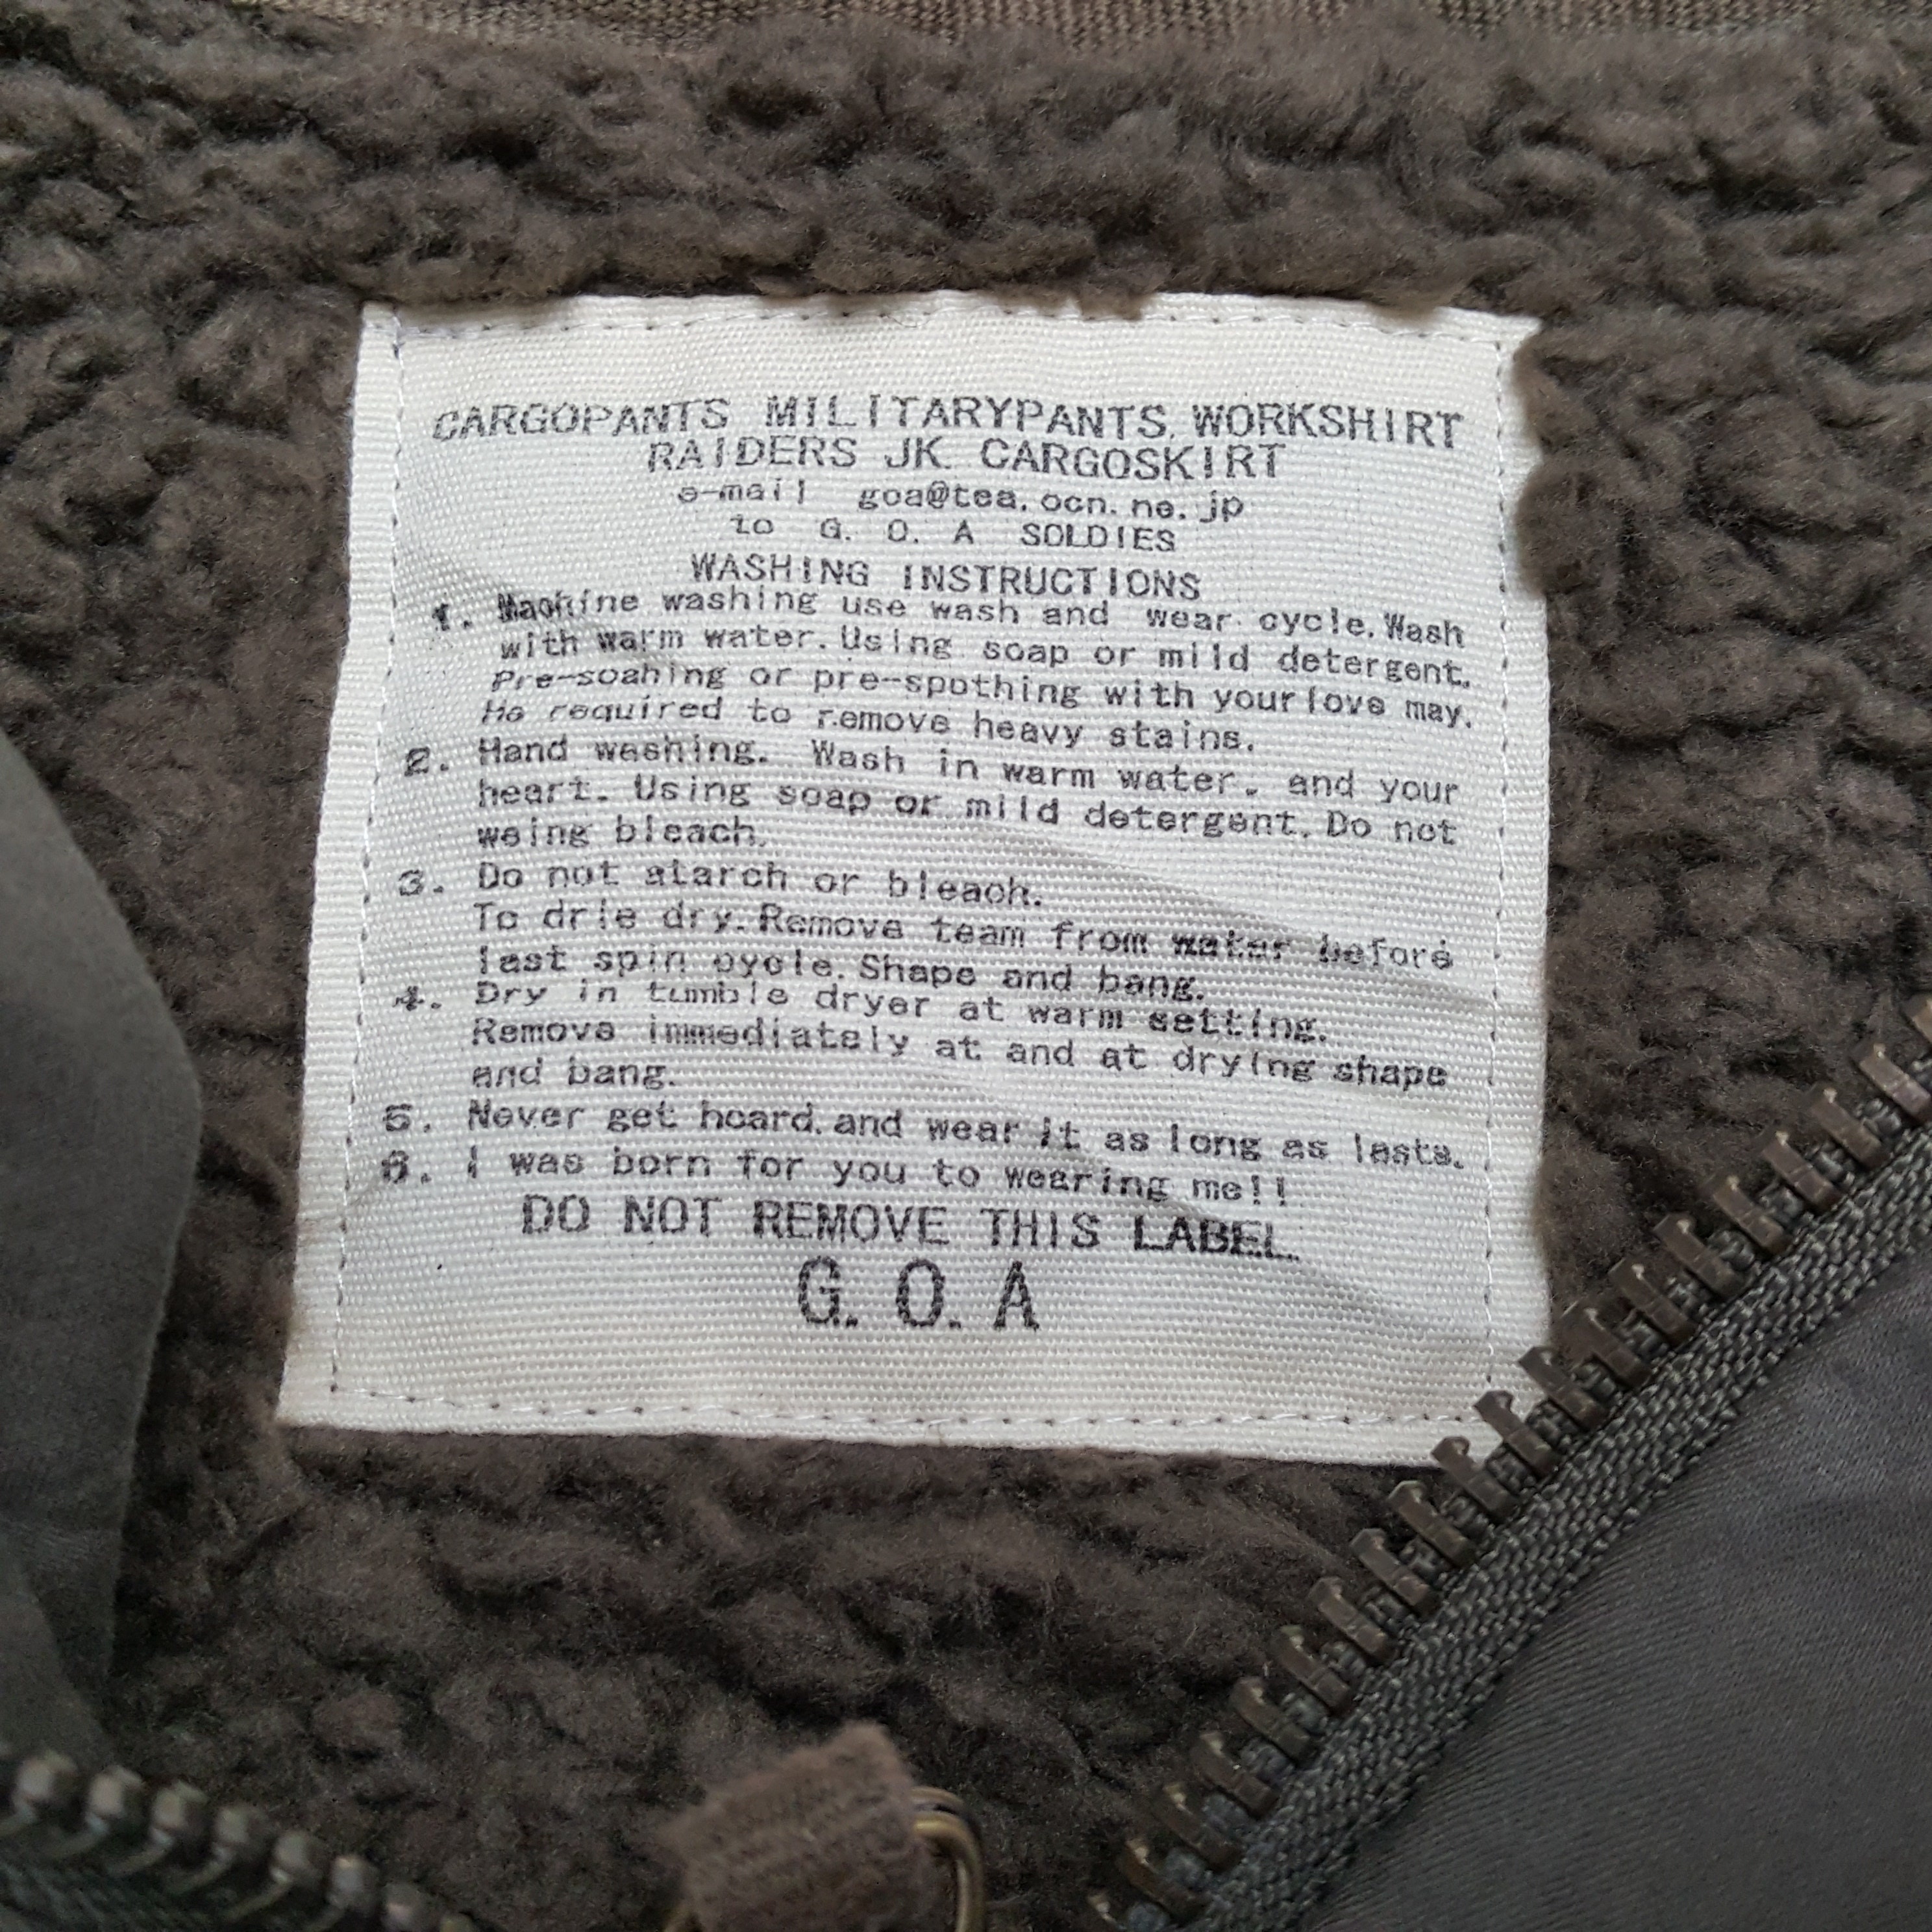 CARGOPANTS MILITARYPANTS. WORKSHIRT
RAIDERS JK CARGOSKIRT
e-mail goa@tea.ocn.ne.jp
to G. O. A SOLDIES
WASHING INSTRUCTIONS
1. Machine washing use wash and wear cycle. Wash
with warm water. Using soap or mild detergent.
Pre-soahing or pre-spothing with your love may.
He required to remove heavy stains.
2. Hand washing. Wash in warm water. and your
heart. Using soap or mild detergent. Do not
weing bleach.
3. Do not atarch or bleach.
To drie dry. Remove team from water before
last spin cycle. Shape and bang.
4. Dry in tumble dryer at warm setting.
Remove immediately at and at drying shape
and bang.
5. Never get hoard. and wear it as long as lasts.
6. I was born for you to wearing me!!
DO NOT REMOVE THIS LABEL.
G. O. A